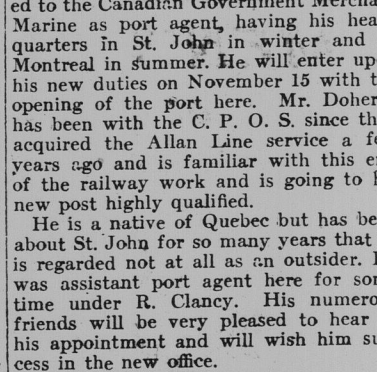 ed to the Canadian Government Mercha
Marine as port agent, having his hea
quarters in St. John in winter and
Montreal in summer. He will enter up
his new duties on November 15 with t
opening of the port here. Mr. Doher
has been with the C. P. O. S. since th
acquired the Allan Line service a fe
years ago and is familiar with this e
of the railway work and is going to
new post highly qualified.
He is a native of Quebec but has be
about St. John for so many years that
is regarded not at all as an outsider.
was assistant port agent here for so
time under R. Clancy. His numero
friends will be very pleased to hear
his appointment and will wish him su
cess in the new office.